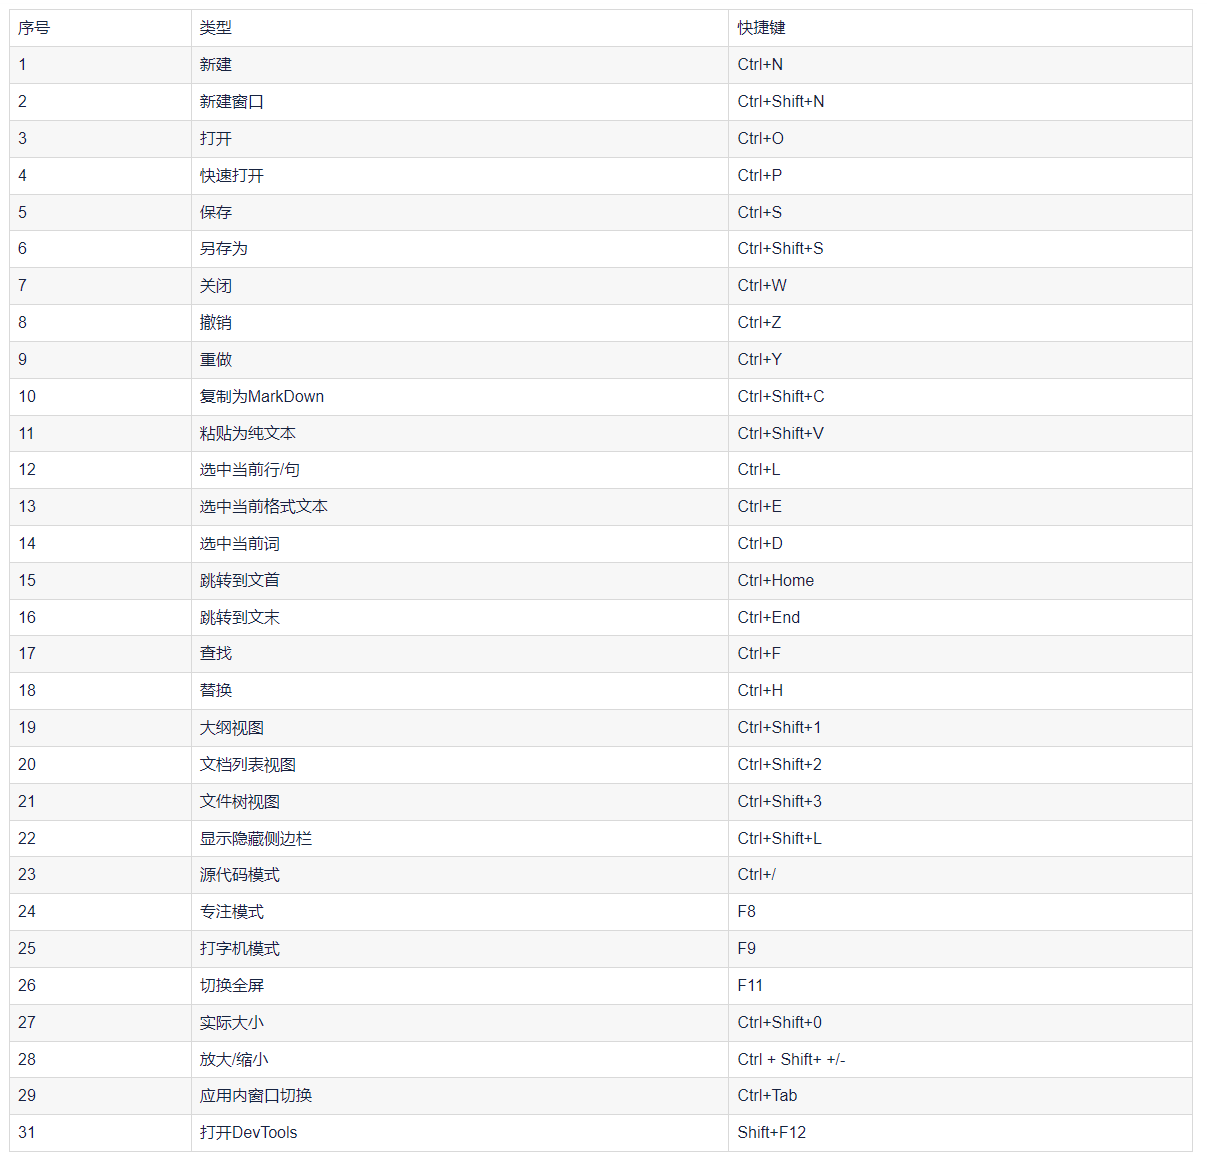 序号 类型 快捷键
1 新建 Ctrl+N
2 新建窗口 Ctrl+Shift+N
3 打开 Ctrl+O
4 快速打开 Ctrl+P
5 保存 Ctrl+S
6 另存为 Ctrl+Shift+S
7 关闭 Ctrl+W
8 撤销 Ctrl+Z
9 重做 Ctrl+Y
10 复制为MarkDown Ctrl+Shift+C
11 粘贴为纯文本 Ctrl+Shift+V
12 选中当前行/句 Ctrl+L
13 选中当前格式文本 Ctrl+E
14 选中当前词 Ctrl+D
15 跳转到文首 Ctrl+Home
16 跳转到文末 Ctrl+End
17 查找 Ctrl+F
18 替换 Ctrl+H
19 大纲视图 Ctrl+Shift+1
20 文档列表视图 Ctrl+Shift+2
21 文件树视图 Ctrl+Shift+3
22 显示隐藏侧边栏 Ctrl+Shift+L
23 源代码模式 Ctrl+/
24 专注模式 F8
25 打字机模式 F9
26 切换全屏 F11
27 实际大小 Ctrl+Shift+0
28 放大/缩小 Ctrl + Shift+ +/-
29 应用内窗口切换 Ctrl+Tab
31 打开DevTools Shift+F12